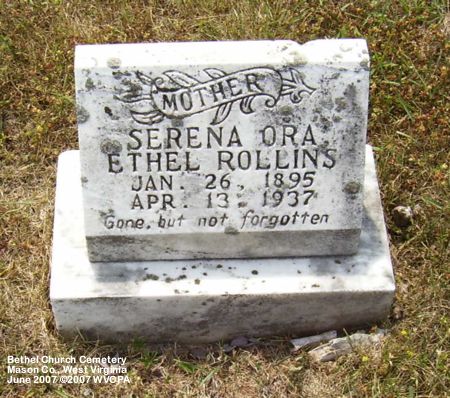 MOTHER
SERENA ORA
ETHEL ROLLINS
JAN. 26, 1895
APR. 13, 1937
Gone, but not forgotten
Bethel Church Cemetery
Mason Co., West Virginia
June 2007 ©2007 WVGPA